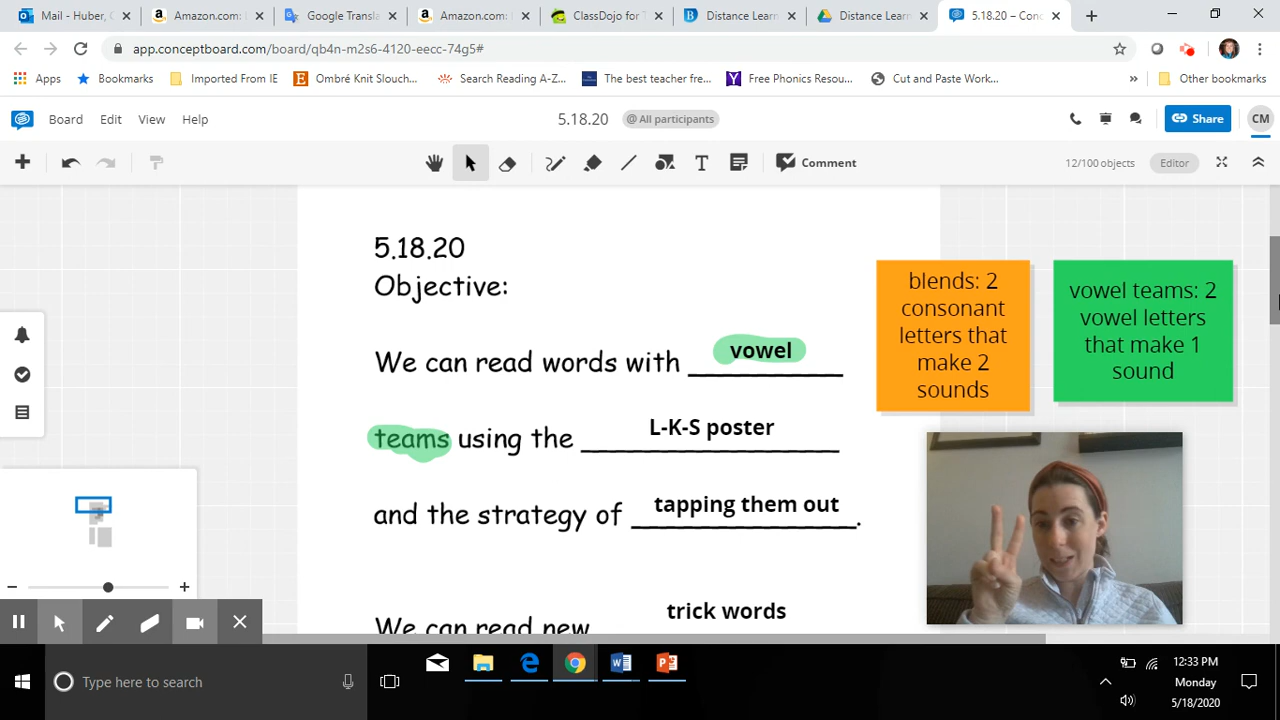 Mail - Huber, C
Amazon.com: l
Google Transla
Amazon.com: E
ClassDojo for T
Distance Learn
Distance Learn
5.18.20 – Conc
app.conceptboard.com/board/qb4n-m2s6-4120-eecc-74g5#
Apps
Bookmarks
Imported From IE
Ombré Knit Slouch...
Search Reading A-Z...
The best teacher fre...
Free Phonics Resou...
Cut and Paste Work...
»
Other bookmarks
Board
Edit
View
Help
5.18.20
@ All participants
Share
CM
Comment
12/100 objects
Editor
5.18.20
Objective:
We can read words with vowel
teams using the L-K-S poster
and the strategy of tapping them out.
We can read new trick words
blends: 2
consonant
letters that
make 2
sounds
vowel teams: 2
vowel letters
that make 1
sound
Type here to search
12:33 PM
Monday
5/18/2020